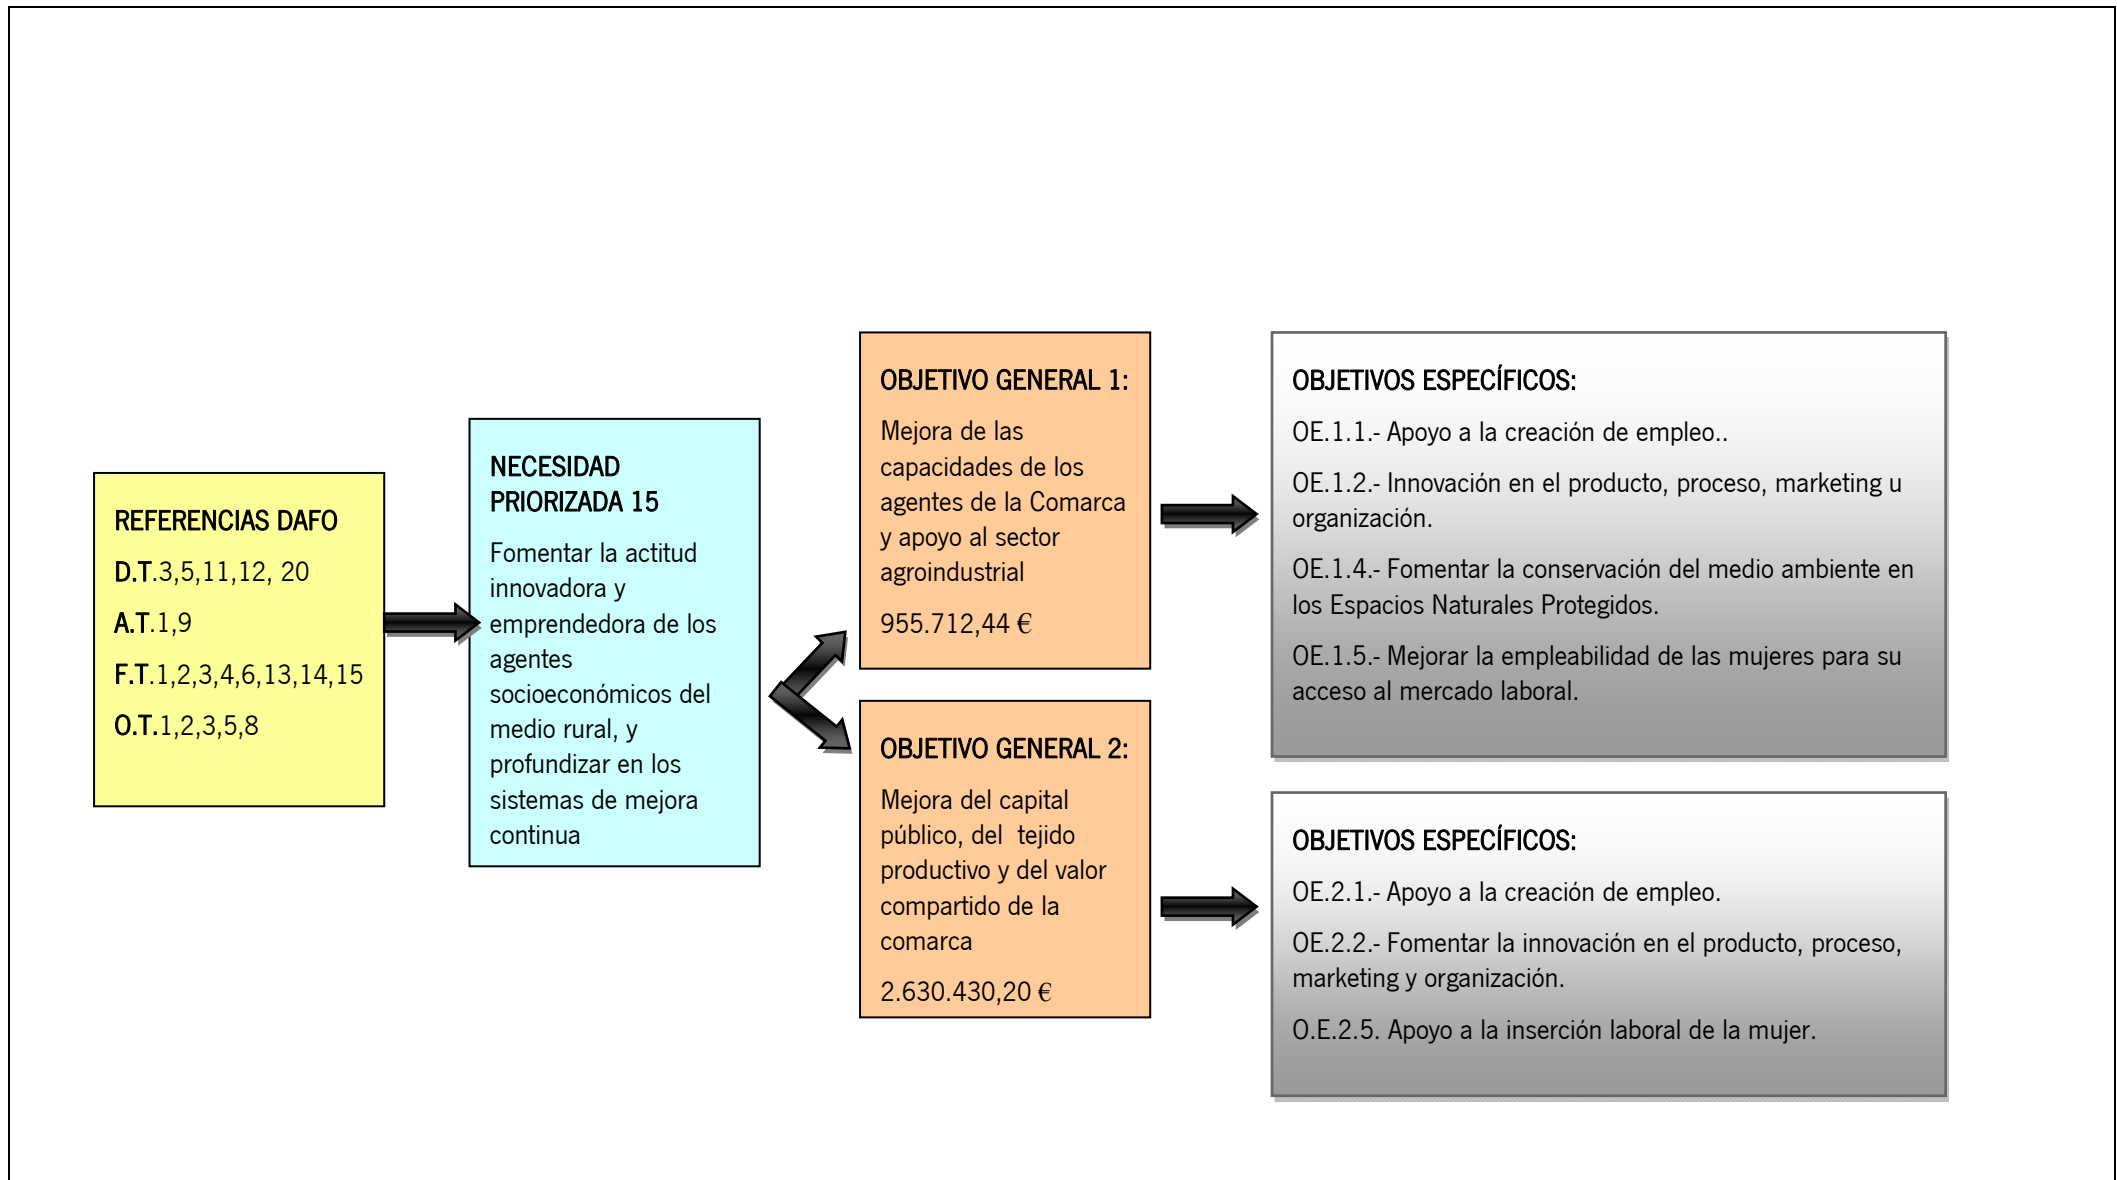 REFERENCIAS DAFO
D.T.3,5,11,12, 20
A.T.1,9
F.T.1,2,3,4,6,13,14,15
O.T.1,2,3,5,8
NECESIDAD
PRIORIZADA 15
Fomentar la actitud
innovadora y
emprendedora de los
agentes
socioeconómicos del
medio rural, y
profundizar en los
sistemas de mejora
continua
OBJETIVO GENERAL 1:
Mejora de las
capacidades de los
agentes de la Comarca
y apoyo al sector
agroindustrial
955.712,44 €
OBJETIVO GENERAL 2:
Mejora del capital
público, del  tejido
productivo y del valor
compartido de la
comarca
2.630.430,20 €
OBJETIVOS ESPECÍFICOS:
OE.1.1.- Apoyo a la creación de empleo..
OE.1.2.- Innovación en el producto, proceso, marketing u
organización.
OE.1.4.- Fomentar la conservación del medio ambiente en
los Espacios Naturales Protegidos.
OE.1.5.- Mejorar la empleabilidad de las mujeres para su
acceso al mercado laboral.
OBJETIVOS ESPECÍFICOS:
OE.2.1.- Apoyo a la creación de empleo.
OE.2.2.- Fomentar la innovación en el producto, proceso,
marketing y organización.
O.E.2.5. Apoyo a la inserción laboral de la mujer.